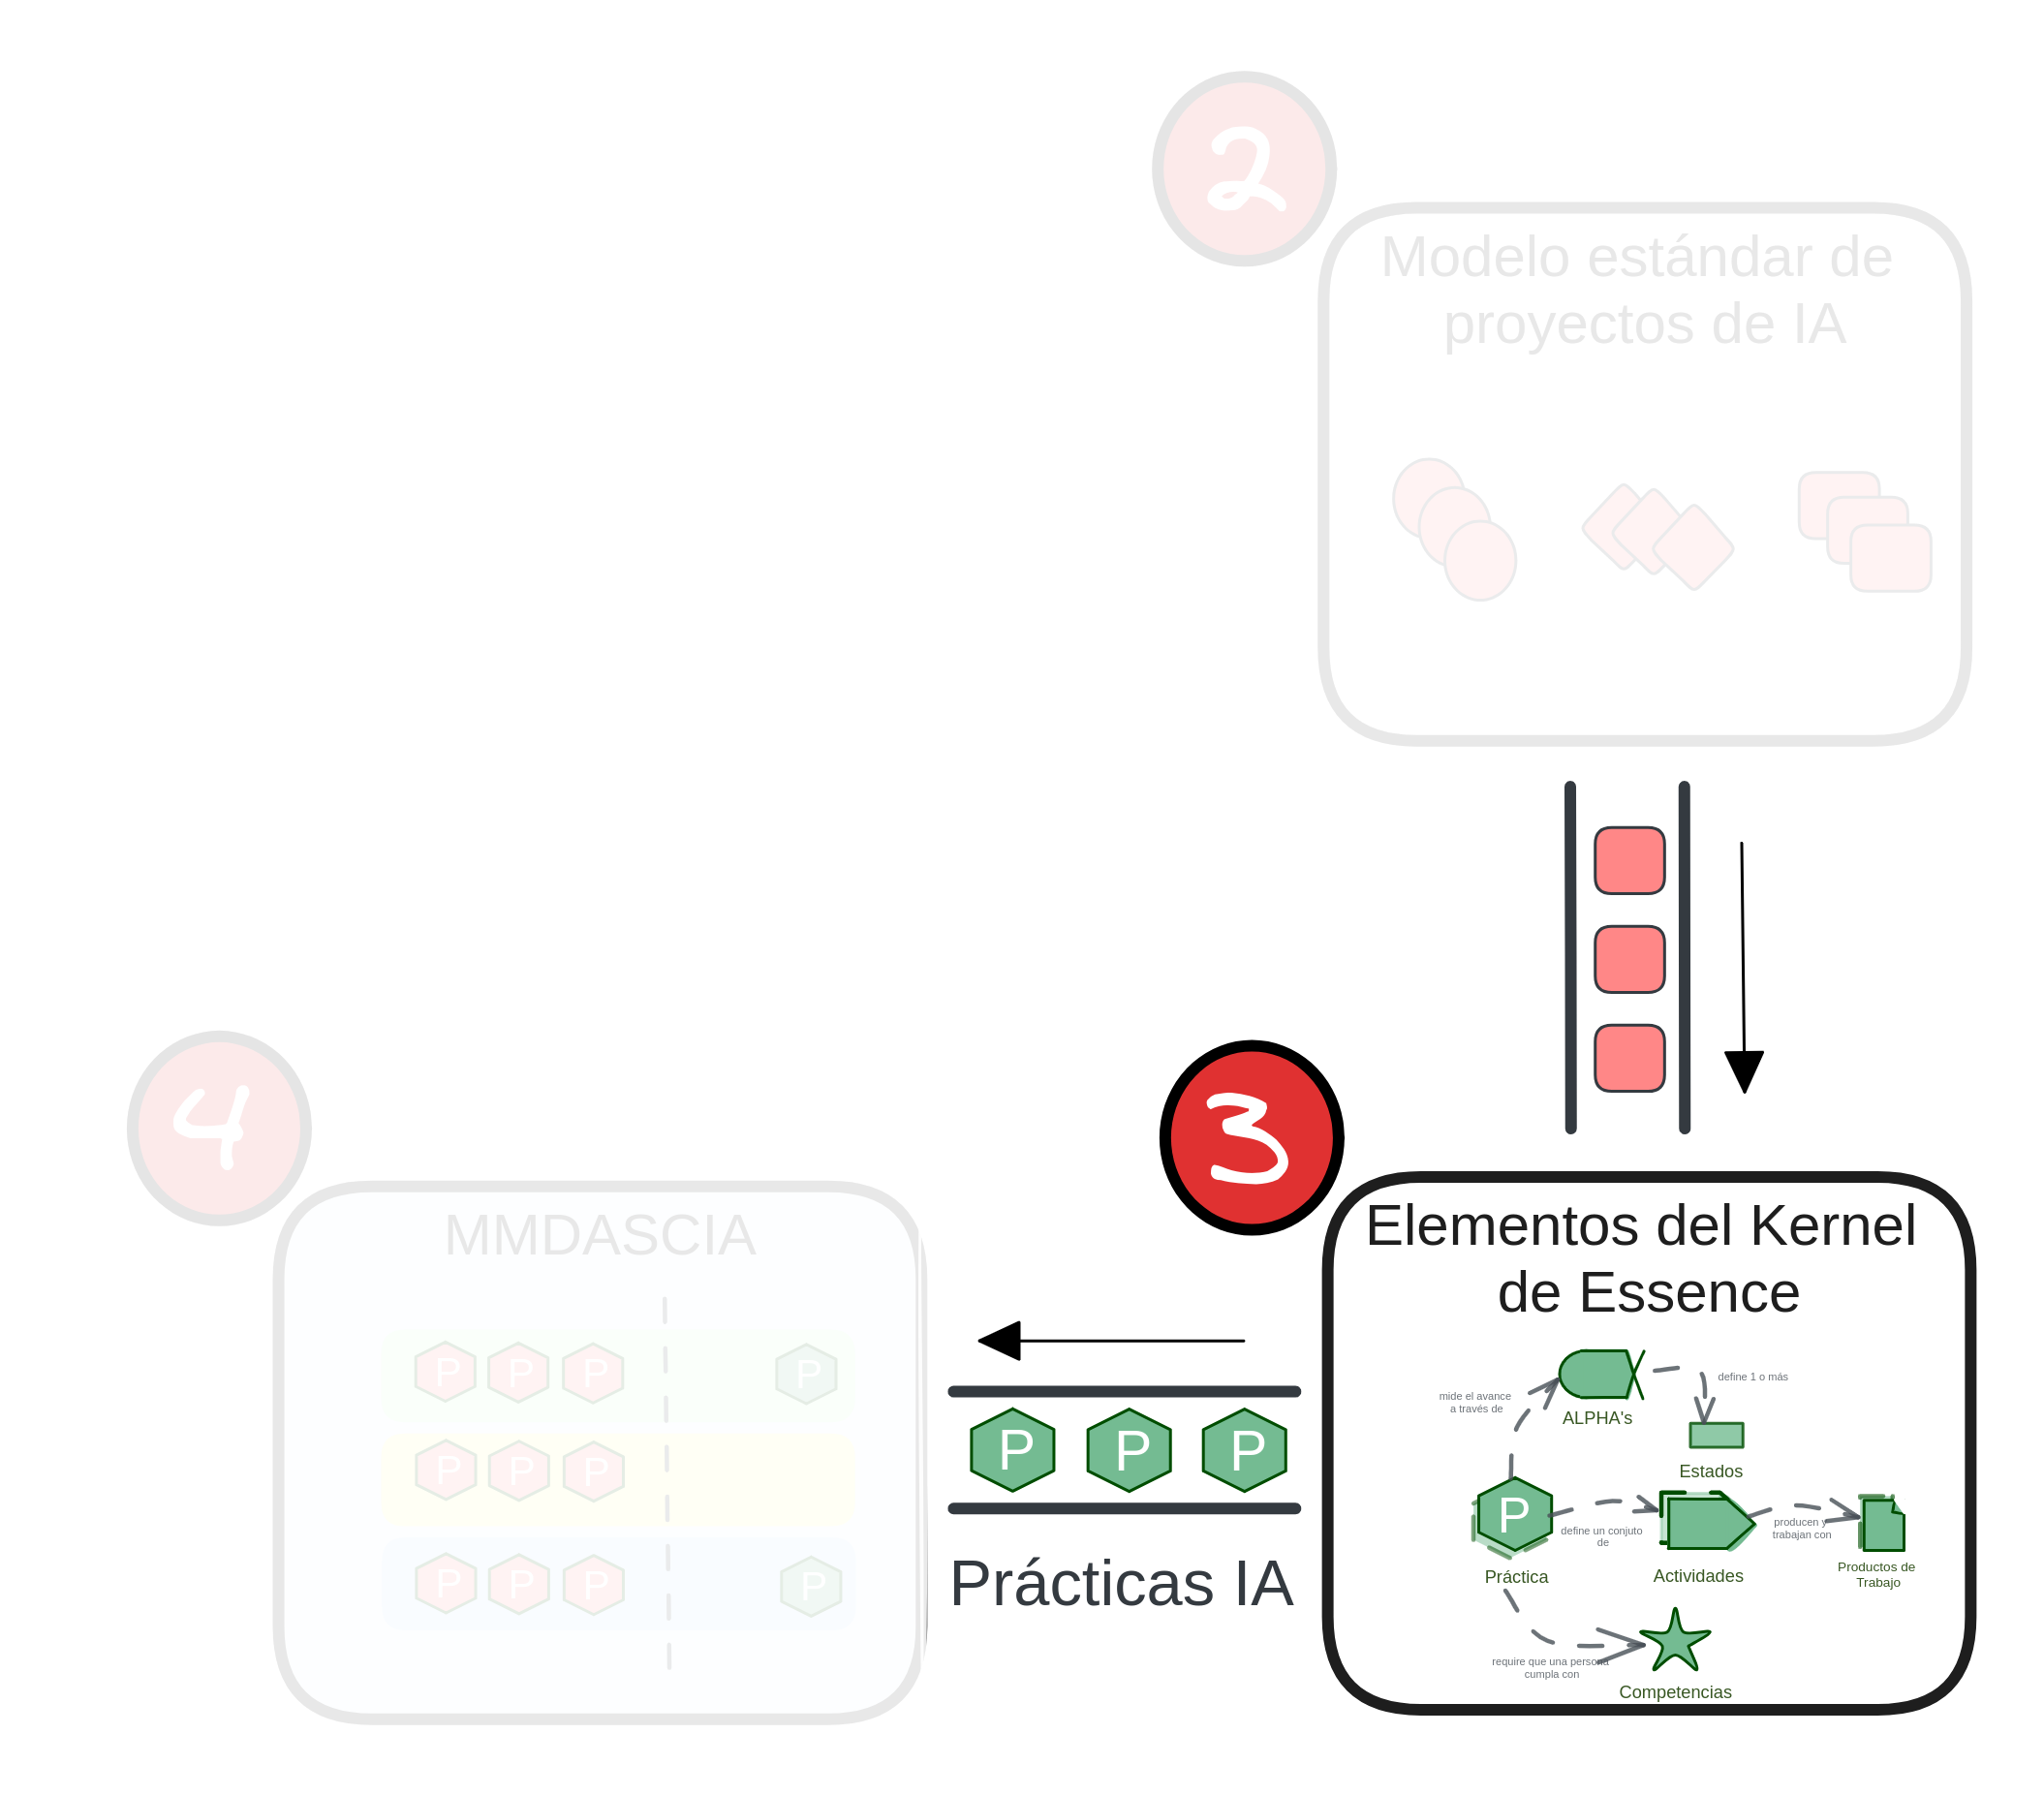 2
Modelo estándar de
proyectos de IA
3
Elementos del Kernel
de Essence
ALPHA's
define 1 o más
mide el avance
a través de
Estados
P
Práctica
define un conjuto
de
Actividades
producen y
trabajan con
Productos de
Trabajo
require que una persona
cumpla con
Competencias
P P P
Prácticas IA
4
MMDASCIA
P P P P
P P P
P P P P